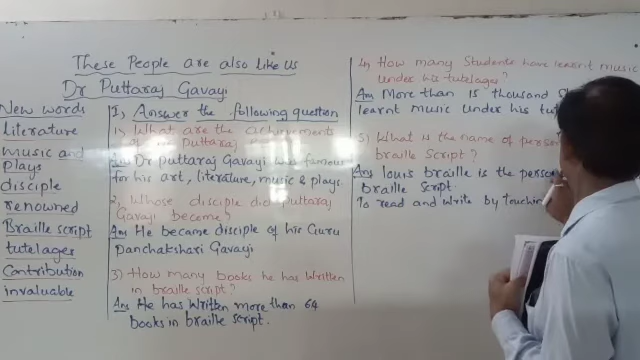 These People are also like us
Dr Puttaraj Gavayi
New words
literature
music and
plays
disciple
renowned
Braille script
tutelages
Contribution
invaluable
I, Answer the following question
1, What are the achievements
of Puttaraj
Ans Dr puttaraj Gavayi was famous
for his art, literature, music & plays.
2, Whose disciple did puttaraj
Gavayi become?
Ans He became disciple of his Guru
Panchakshari Gavayi
3) How many books he has written
in braille script?
Ans He has written more than 64
books in braille script.
4, How many Students have learnt music
under his tutelages?
Ans More than 15 thousand
learnt music under his
5) What is the name of
braille Script?
Ans louis braille is the person
Braille script.
To read and write by touching